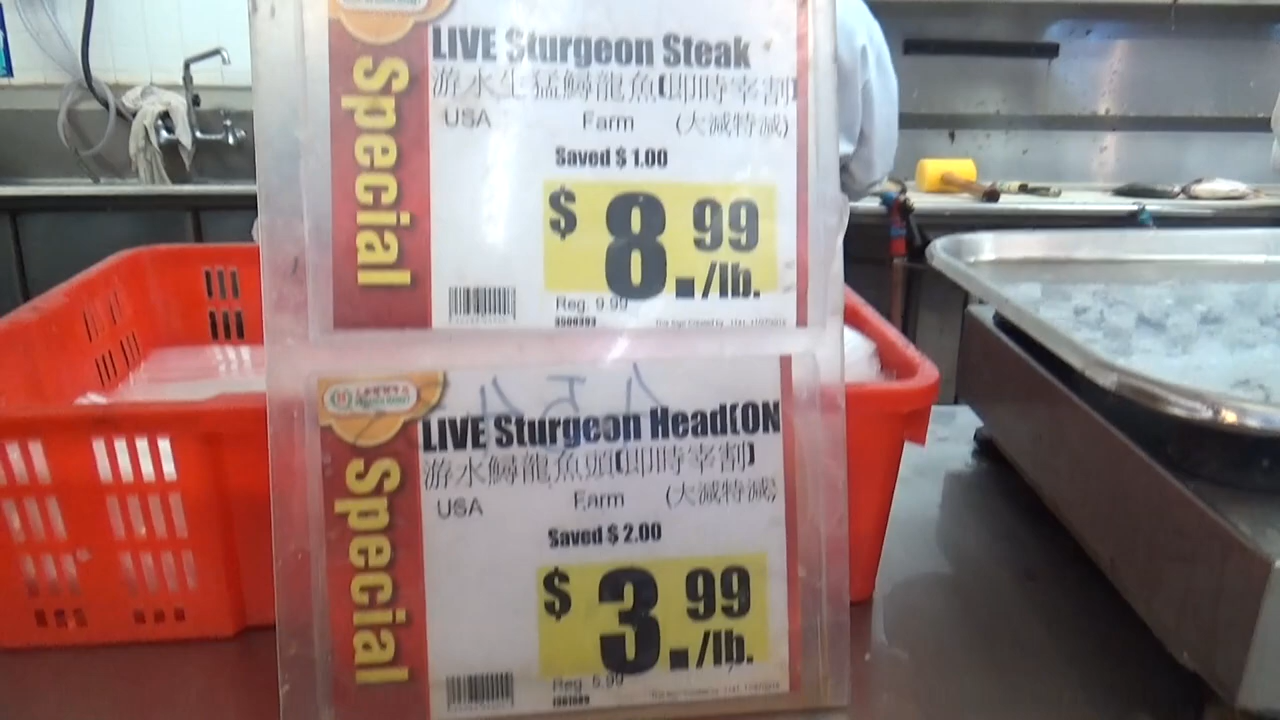 Special
LIVE Sturgeon Steak
游水生猛鱘龍魚(即時宰割)
USA Farm (大減特減)
Saved $ 1.00
$ 8.99 /lb.
Reg. 9.99
Special
LIVE Sturgeon Head(ON
游水鱘龍魚頭(即時宰割)
USA Farm (大減特減)
Saved $ 2.00
$ 3.99 /lb.
Reg. 5.99